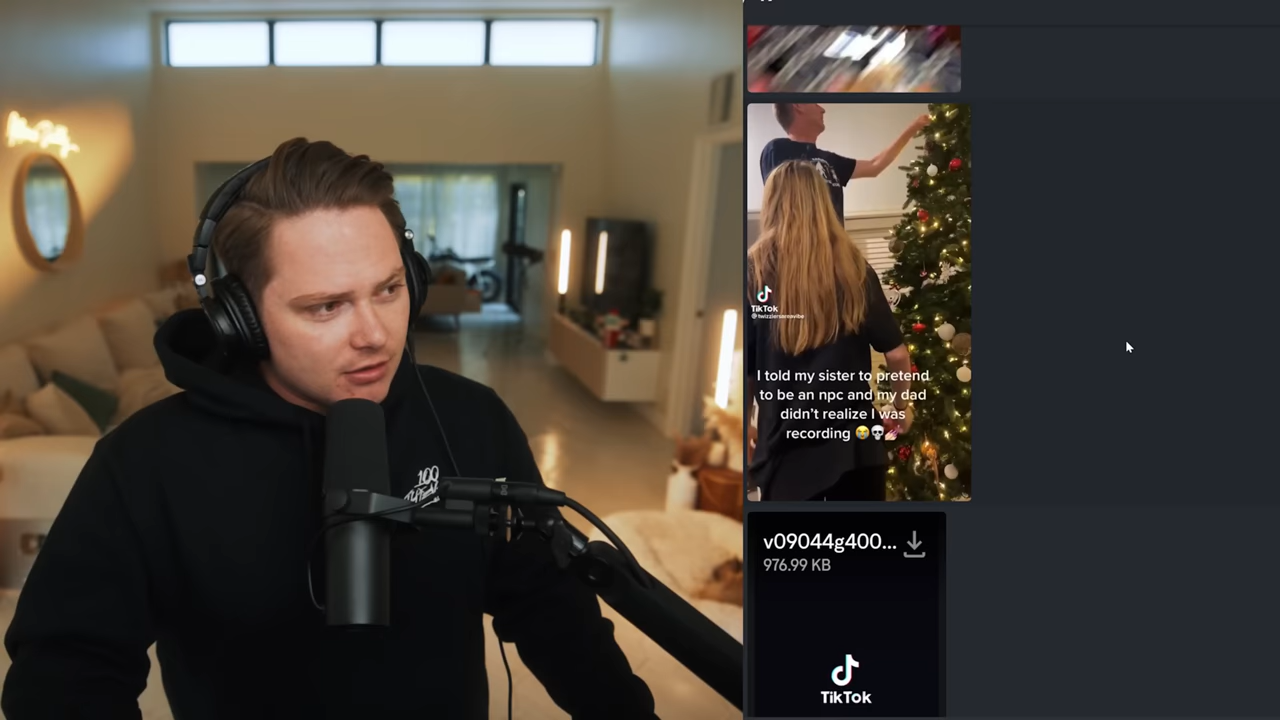 TikTok
I told my sister to pretend
to be an npc and my dad
didn't realize I was
recording 😭💀💅
v09044g400...
976.99 KB
TikTok
100